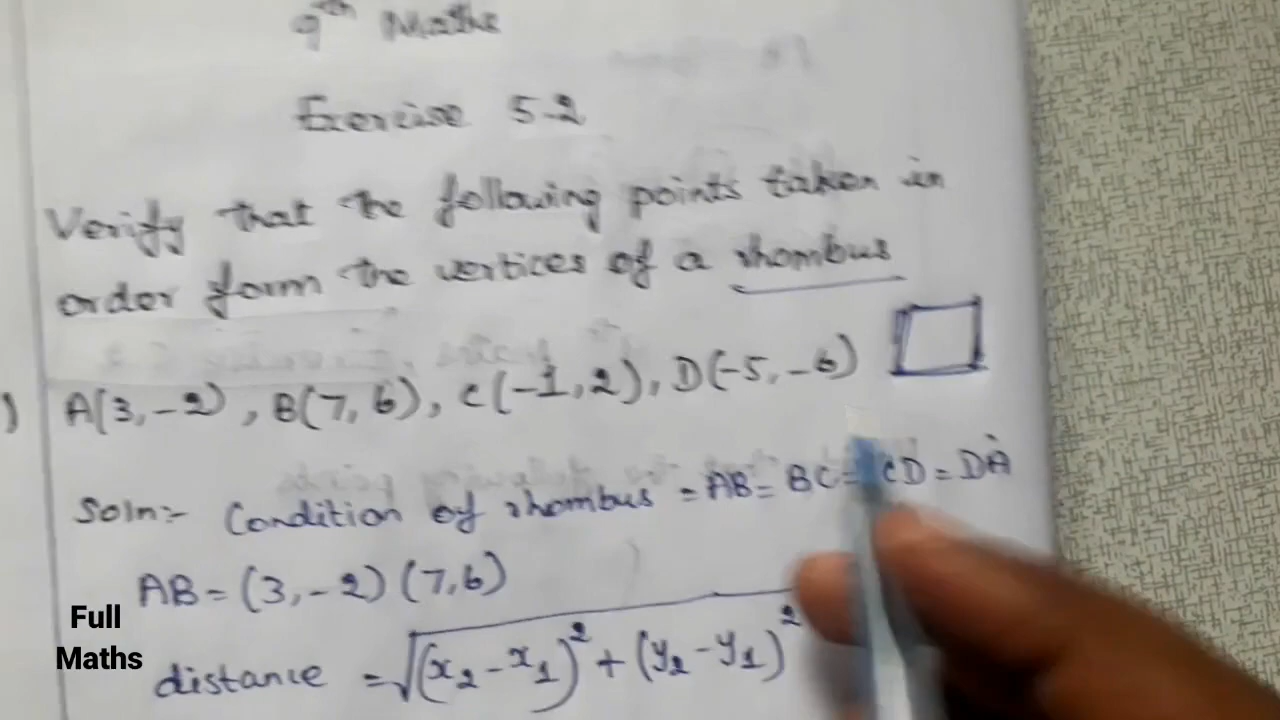 9th Maths
Exercise 5.2
Verify that the following points taken in
order form the vertices of a rhombus
) A(3,-2), B(7,6), C(-1,2), D(-5,-6)
Soln:- Condition of rhombus = AB= BC= CD = DA
AB = (3,-2) (7,6)
distance = √(x₂-x₁)² + (y₂-y₁)²
Full
Maths